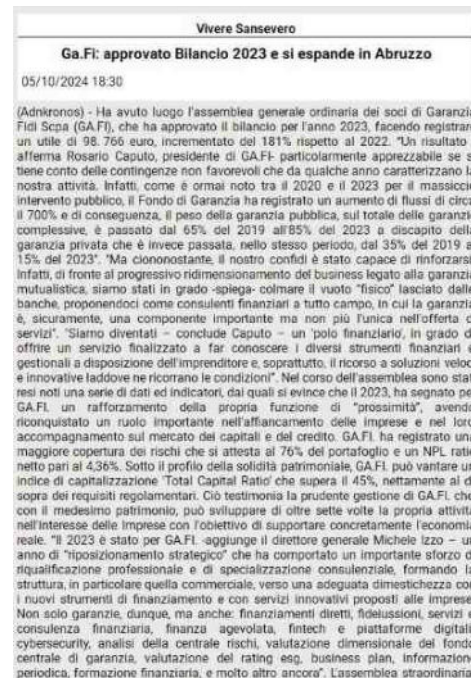 Vivere Sansevero
Ga.Fi: approvato Bilancio 2023 e si espande in Abruzzo
05/10/2024 18:30
(Adnkronos) - Ha avuto luogo l'assemblea generale ordinaria dei soci di Garanzia
Fidi Scpa (GA.FI), che ha approvato il bilancio per l'anno 2023, facendo registrar
un utile di 98. 766 euro, incrementato del 181% rispetto al 2022. "Un risultato
afferma Rosario Caputo, presidente di GA.FI- particolarmente apprezzabile se s
tiene conto delle contingenze non favorevoli che da qualche anno caratterizzano la
nostra attività. Infatti, come è ormai noto tra il 2020 e il 2023 per il massicci
intervento pubblico, il Fondo di Garanzia ha registrato un aumento di flussi di circa
il 700% e di conseguenza, il peso della garanzia pubblica, sul totale delle garanzi
complessive, è passato dal 65% del 2019 all'85% del 2023 a discapito della
garanzia privata che è invece passata, nello stesso periodo, dal 35% del 2019 a
15% del 2023". "Ma ciononostante, il nostro confidi è stato capace di rinforzarsi
Infatti, di fronte al progressivo ridimensionamento del business legato alla garanzia
mutualistica, siamo stati in grado -spiega- colmare il vuoto "fisico" lasciato dalle
banche, proponendoci come consulenti finanziari a tutto campo, in cui la garanzia
è, sicuramente, una componente importante ma non più l'unica nell'offerta d
servizi". "Siamo diventati – conclude Caputo – un 'polo finanziario', in grado d
offrire un servizio finalizzato a far conoscere i diversi strumenti finanziari e
gestionali a disposizione dell'imprenditore e, soprattutto, il ricorso a soluzioni veloc
e innovative laddove ne ricorrano le condizioni". Nel corso dell'assemblea sono stat
resi noti una serie di dati ed indicatori, dai quali si evince che il 2023, ha segnato pe
GA.FI. un rafforzamento della propria funzione di "prossimità", avendo
riconquistato un ruolo importante nell'affiancamento delle imprese e nel loro
accompagnamento sul mercato dei capitali e del credito. GA.FI. ha registrato un
maggiore copertura dei rischi che si attesta al 76% del portafoglio e un NPL ratio
netto pari al 4,36%. Sotto il profilo della solidità patrimoniale, GA.FI. può vantare un
indice di capitalizzazione 'Total Capital Ratio' che supera il 45%, nettamente al d
sopra dei requisiti regolamentari. Ciò testimonia la prudente gestione di GA.FI. che
con il medesimo patrimonio, può sviluppare di oltre sette volte la propria attività
nell'interesse delle Imprese con l'obiettivo di supportare concretamente l'economia
reale. "Il 2023 è stato per GA.FI. -aggiunge il direttore generale Michele Izzo – un
anno di "riposizionamento strategico" che ha comportato un importante sforzo d
riqualificazione professionale e di specializzazione consulenziale, formando la
struttura, in particolare quella commerciale, verso una adeguata dimestichezza con
i nuovi strumenti di finanziamento e con servizi innovativi proposti alle imprese
Non solo garanzie, dunque, ma anche: finanziamenti diretti, fideiussioni, servizi e
consulenza finanziaria, finanza agevolata, fintech e piattaforme digitali
cybersecurity, analisi della centrale rischi, valutazione dimensionale del fondo
centrale di garanzia, valutazione del rating esg, business plan, informazione
periodica, formazione finanziaria, e molto altro ancora". L'assemblea straordinaria